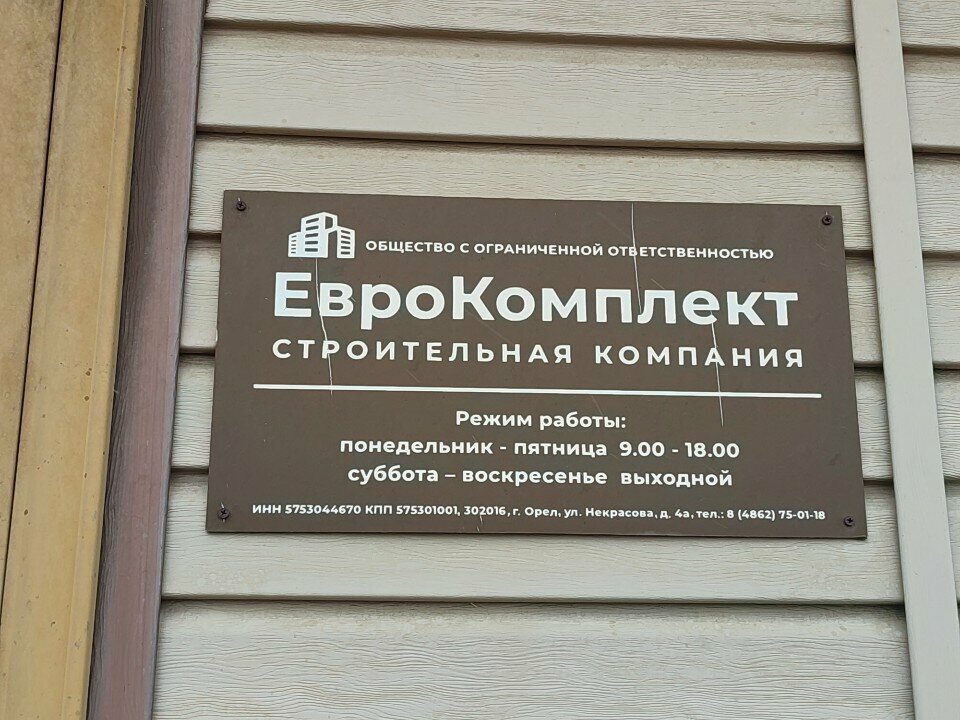 ОБЩЕСТВО С ОГРАНИЧЕННОЙ ОТВЕТСТВЕННОСТЬЮ
ЕвроКомплект
СТРОИТЕЛЬНАЯ КОМПАНИЯ
Режим работы:
понедельник - пятница 9.00 - 18.00
суббота – воскресенье выходной
ИНН 5753044670 КПП 575301001, 302016, г. Орел, ул. Некрасова, д. 4а, тел.: 8 (4862) 75-01-18